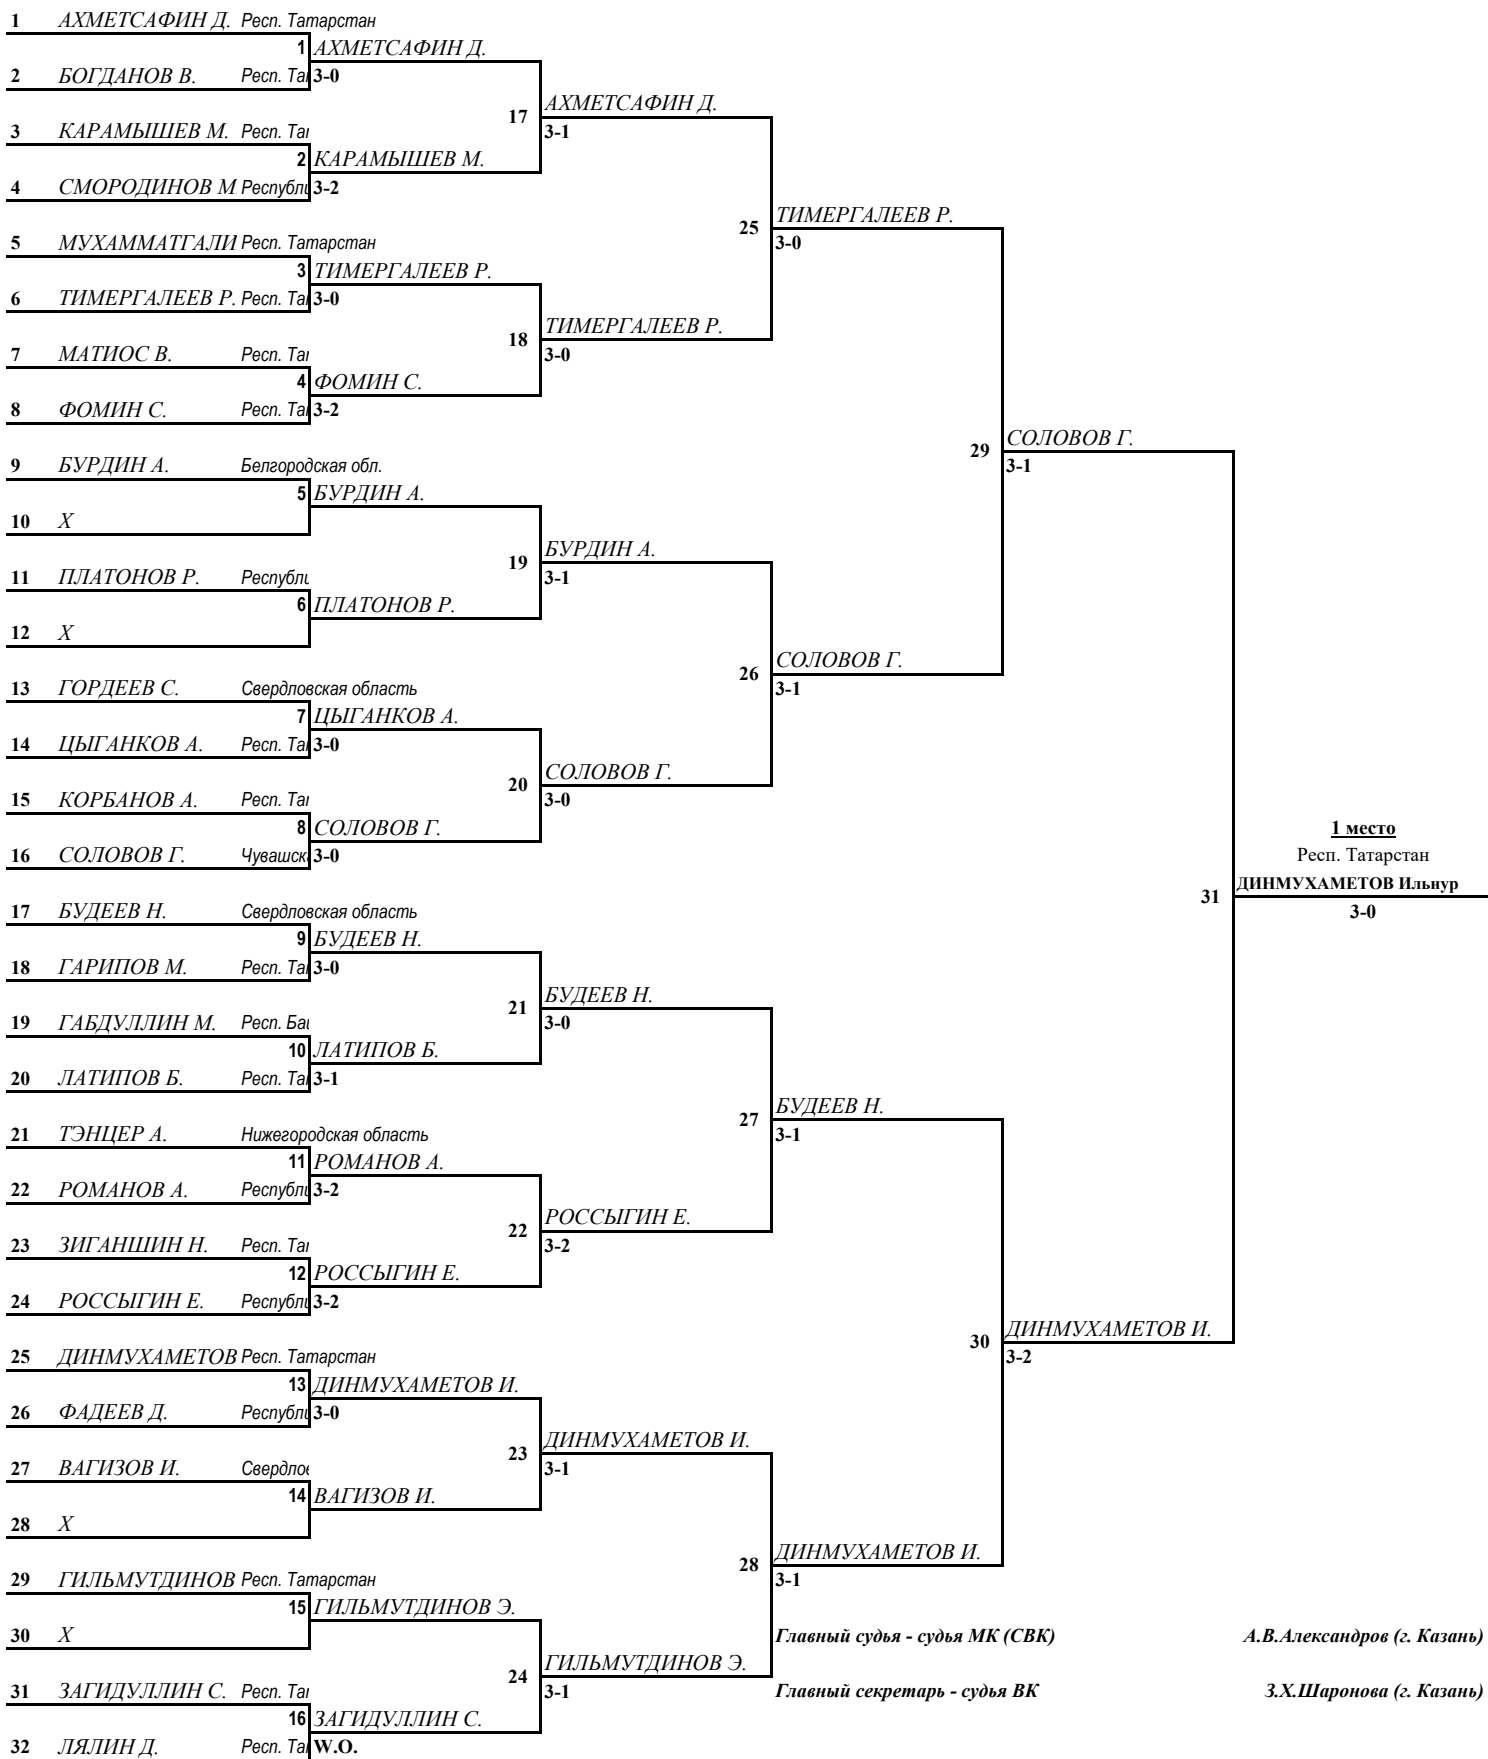 1 АХМЕТСАФИН Д. Респ. Татарстан
1 АХМЕТСАФИН Д.
2 БОГДАНОВ В. Респ. Та 3-0
17 АХМЕТСАФИН Д.
3 КАРАМЫШЕВ М. Респ. Та 3-1
2 КАРАМЫШЕВ М.
4 СМОРОДИНОВ М Республи 3-2
25 ТИМЕРГАЛЕЕВ Р.
5 МУХАММАТГАЛИ Респ. Татарстан 3-0
3 ТИМЕРГАЛЕЕВ Р.
6 ТИМЕРГАЛЕЕВ Р. Респ. Та 3-0
18 ТИМЕРГАЛЕЕВ Р.
7 МАТИОС В. Респ. Та 3-0
4 ФОМИН С.
8 ФОМИН С. Респ. Та 3-2
29 СОЛОВОВ Г.
9 БУРДИН А. Белгородская обл. 3-1
5 БУРДИН А.
10 X
19 БУРДИН А.
11 ПЛАТОНОВ Р. Республи 3-1
6 ПЛАТОНОВ Р.
12 X
26 СОЛОВОВ Г.
13 ГОРДЕЕВ С. Свердловская область 3-1
7 ЦЫГАНКОВ А.
14 ЦЫГАНКОВ А. Респ. Та 3-0
20 СОЛОВОВ Г.
15 КОРБАНОВ А. Респ. Та 3-0
8 СОЛОВОВ Г. 1 место
16 СОЛОВОВ Г. Чувашск 3-0 Респ. Татарстан
31 ДИНМУХАМЕТОВ Ильнур
17 БУДЕЕВ Н. Свердловская область 3-0
9 БУДЕЕВ Н.
18 ГАРИПОВ М. Респ. Та 3-0
21 БУДЕЕВ Н.
19 ГАБДУЛЛИН М. Респ. Ба 3-0
10 ЛАТИПОВ Б.
20 ЛАТИПОВ Б. Респ. Та 3-1
27 БУДЕЕВ Н.
21 ТЭНЦЕР А. Нижегородская область 3-1
11 РОМАНОВ А.
22 РОМАНОВ А. Республи 3-2
22 РОССЫГИН Е.
23 ЗИГАНШИН Н. Респ. Та 3-2
12 РОССЫГИН Е.
24 РОССЫГИН Е. Республи 3-2
30 ДИНМУХАМЕТОВ И.
25 ДИНМУХАМЕТОВ Респ. Татарстан 3-2
13 ДИНМУХАМЕТОВ И.
26 ФАДЕЕВ Д. Республи 3-0
23 ДИНМУХАМЕТОВ И.
27 ВАГИЗОВ И. Свердлов 3-1
14 ВАГИЗОВ И.
28 X
28 ДИНМУХАМЕТОВ И.
29 ГИЛЬМУТДИНОВ Респ. Татарстан 3-1
15 ГИЛЬМУТДИНОВ Э.
30 X Главный судья - судья МК (СВК) А.В.Александров (г. Казань)
24 ГИЛЬМУТДИНОВ Э.
31 ЗАГИДУЛЛИН С. Респ. Та 3-1 Главный секретарь - судья ВК З.Х.Шаронова (г. Казань)
16 ЗАГИДУЛЛИН С.
32 ЛЯЛИН Д. Респ. Та W.O.